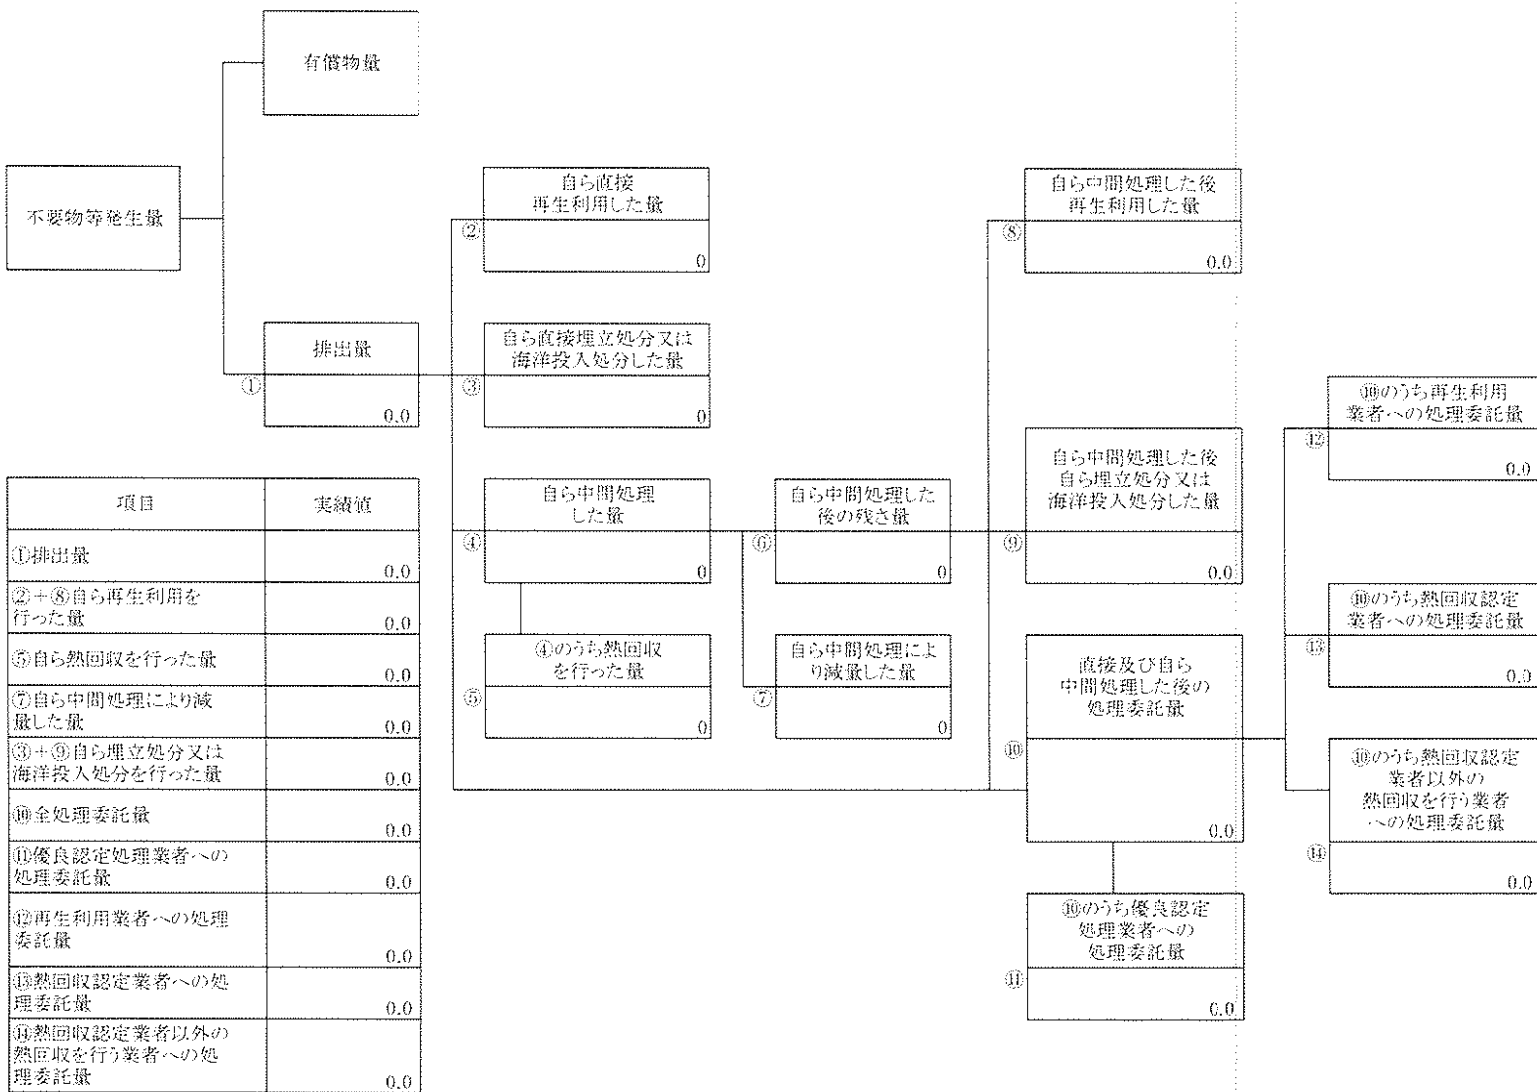 有償物量
不要物等発生量
排出量
①
0.0
自ら直接
再生利用した量
②
0
自ら直接埋立処分又は
海洋投入処分した量
③
0
自ら中間処理
した量
④
0
④のうち熱回収
を行った量
⑤
0
自ら中間処理した
後の残さ量
⑥
0
自ら中間処理によ
り減量した量
⑦
0
自ら中間処理した後
再生利用した量
⑧
0.0
自ら中間処理した後
自ら埋立処分又は
海洋投入処分した量
⑨
0.0
直接及び自ら
中間処理した後の
処理委託量
⑩
0.0
⑩のうち優良認定
処理業者への
処理委託量
⑪
0.0
⑩のうち再生利用
業者への処理委託量
⑫
0.0
⑩のうち熱回収認定
業者への処理委託量
⑬
0.0
⑩のうち熱回収認定
業者以外の
熱回収を行う業者
への処理委託量
⑭
0.0
項目 実績値
①排出量
0.0
②+⑧自ら再生利用を
行った量 0.0
⑤自ら熱回収を行った量
0.0
⑦自ら中間処理により減
量した量 0.0
③+⑨自ら埋立処分又は
海洋投入処分を行った量 0.0
⑩全処理委託量
0.0
⑪優良認定処理業者への
処理委託量 0.0
⑫再生利用業者への処理
委託量
0.0
⑬熱回収認定業者への処
理委託量 0.0
⑭熱回収認定業者以外の
熱回収を行う業者への処
理委託量 0.0